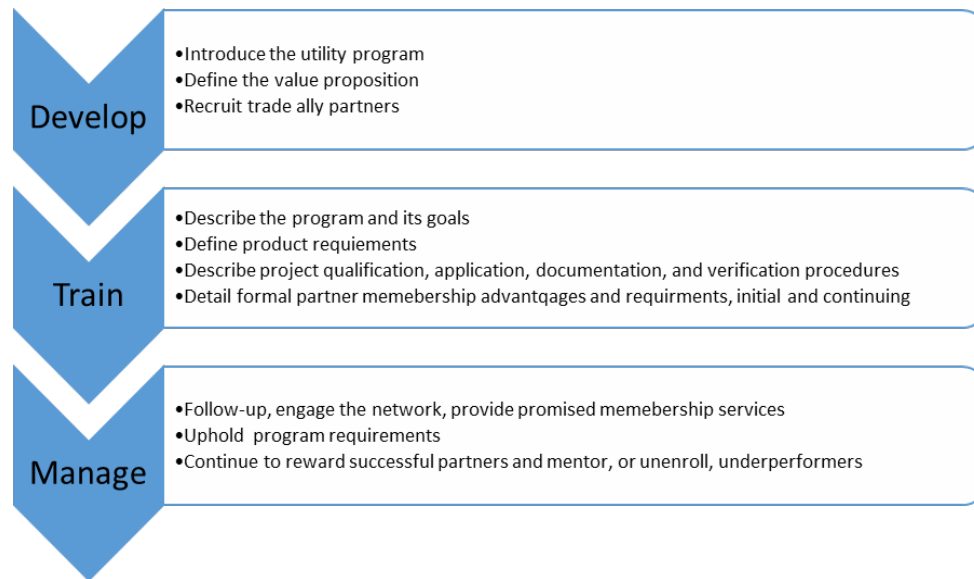 Develop
•Introduce the utility program
•Define the value proposition
•Recruit trade ally partners
Train
•Describe the program and its goals
•Define product requiements
•Describe project qualification, application, documentation, and verification procedures
•Detail formal partner memebership advantqages and requirments, initial and continuing
Manage
•Follow-up, engage the network, provide promised memebership services
•Uphold  program requirements
•Continue to reward successful partners and mentor, or unenroll, underperformers